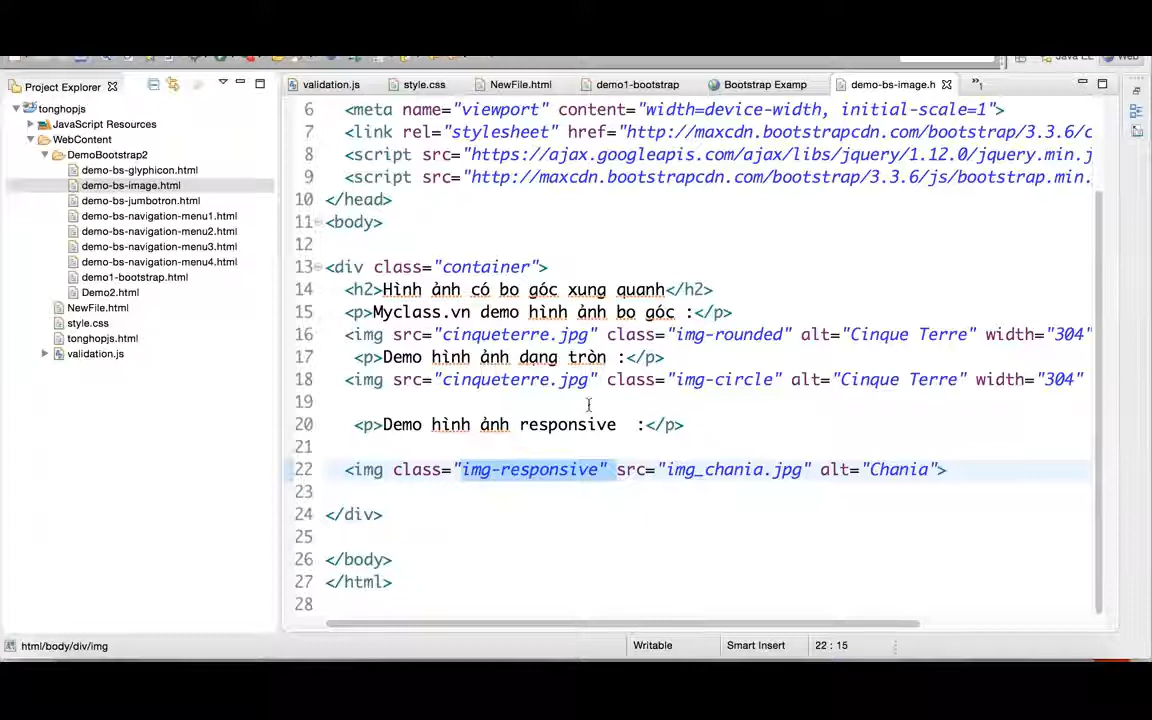 Java EE
Web
Project Explorer
validation.js
style.css
NewFile.html
demo1-bootstrap
Bootstrap Examp
demo-bs-image.h
tonghopjs
JavaScript Resources
WebContent
DemoBootstrap2
demo-bs-glyphicon.html
demo-bs-image.html
demo-bs-jumbotron.html
demo-bs-navigation-menu1.html
demo-bs-navigation-menu2.html
demo-bs-navigation-menu3.html
demo-bs-navigation-menu4.html
demo1-bootstrap.html
Demo2.html
NewFile.html
style.css
tonghopjs.html
validation.js
6 <meta name="viewport" content="width=device-width, initial-scale=1">
7 <link rel="stylesheet" href="http://maxcdn.bootstrapcdn.com/bootstrap/3.3.6/c
8 <script src="https://ajax.googleapis.com/ajax/libs/jquery/1.12.0/jquery.min.j
9 <script src="http://maxcdn.bootstrapcdn.com/bootstrap/3.3.6/js/bootstrap.min.
10 </head>
11 <body>
12
13 <div class="container">
14 <h2>Hình ảnh có bo góc xung quanh</h2>
15 <p>Myclass.vn demo hình ảnh bo góc :</p>
16 <img src="cinqueterre.jpg" class="img-rounded" alt="Cinque Terre" width="304"
17 <p>Demo hình ảnh dạng tròn :</p>
18 <img src="cinqueterre.jpg" class="img-circle" alt="Cinque Terre" width="304"
19
20 <p>Demo hình ảnh responsive :</p>
21
22 <img class="img-responsive" src="img_chania.jpg" alt="Chania">
23
24 </div>
25
26 </body>
27 </html>
28
html/body/div/img
Writable
Smart Insert
22 : 15